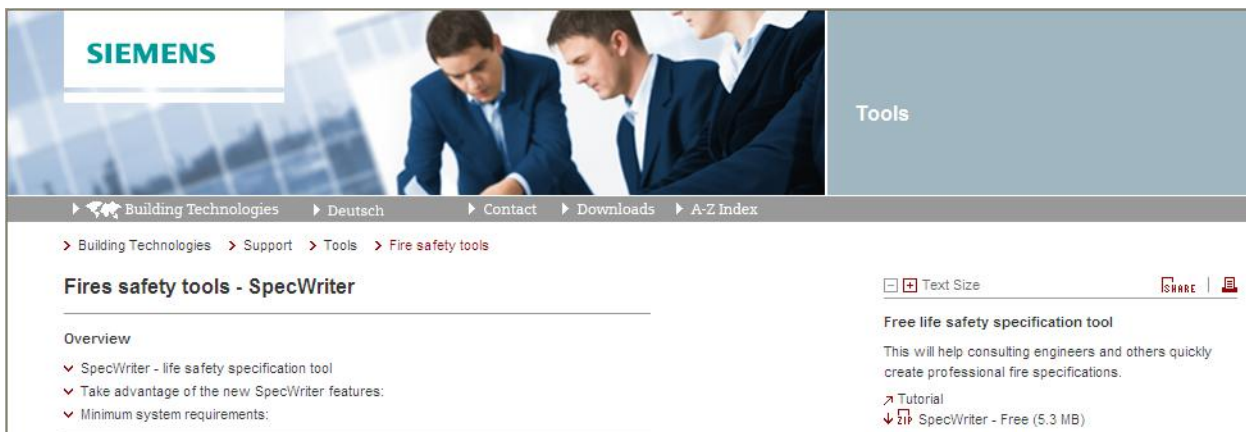 SIEMENS
Tools
Building Technologies Deutsch Contact Downloads A-Z Index
Building Technologies Support Tools Fire safety tools
Fires safety tools - SpecWriter
Overview
SpecWriter - life safety specification tool
Take advantage of the new SpecWriter features:
Minimum system requirements:
Text Size SHARE
Free life safety specification tool
This will help consulting engineers and others quickly
create professional fire specifications.
Tutorial
ZIP SpecWriter - Free (5.3 MB)